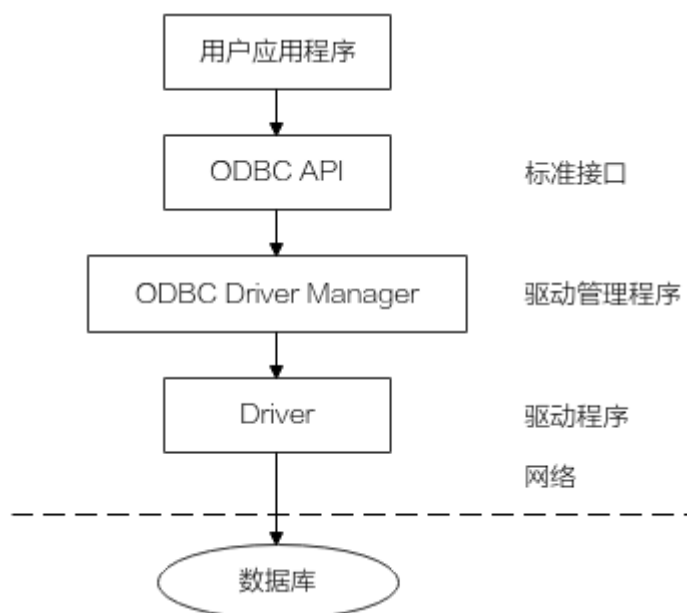 用户应用程序
ODBC API
标准接口
ODBC Driver Manager
驱动管理程序
Driver
驱动程序
网络
数据库